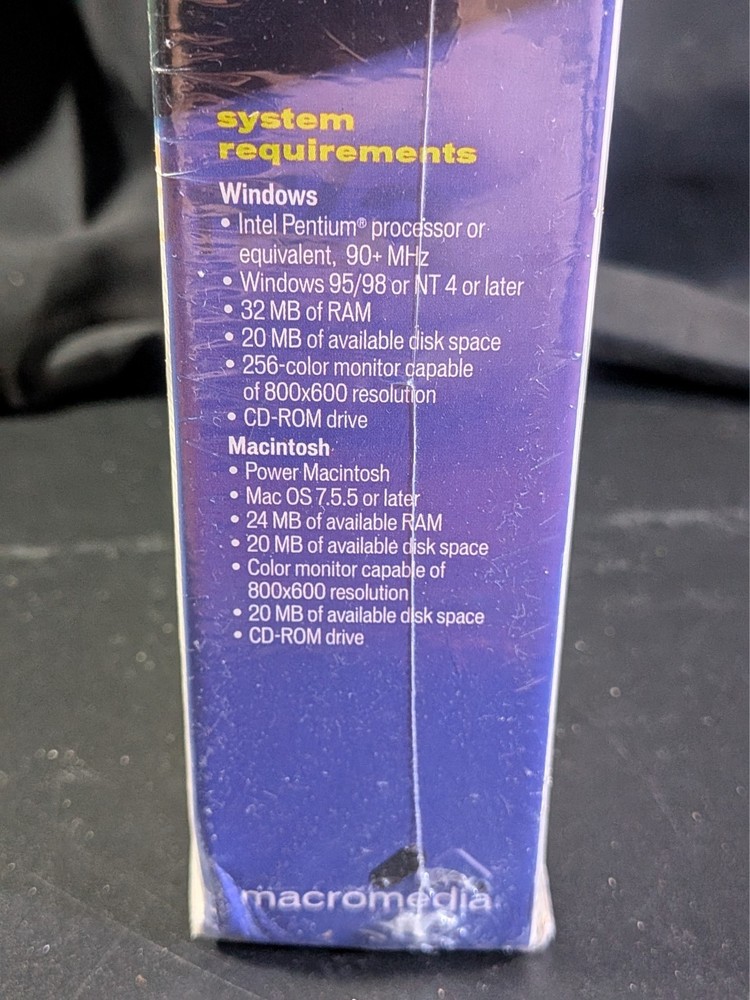 system
requirements
Windows
• Intel Pentium® processor or
equivalent, 90+ MHz
• Windows 95/98 or NT 4 or later
• 32 MB of RAM
• 20 MB of available disk space
• 256-color monitor capable
of 800x600 resolution
• CD-ROM drive
Macintosh
• Power Macintosh
• Mac OS 7.5.5 or later
• 24 MB of available RAM
• 20 MB of available disk space
• Color monitor capable of
800x600 resolution
• 20 MB of available disk space
• CD-ROM drive
macromedia